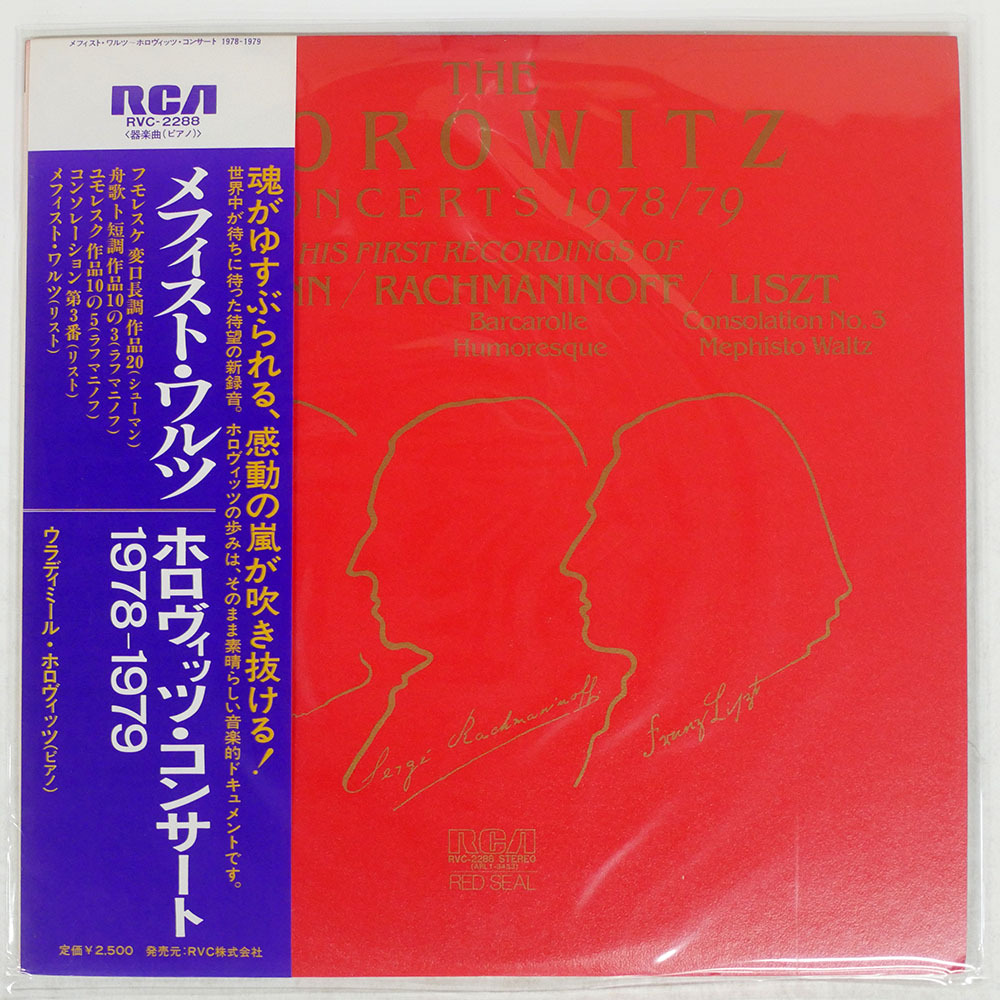 メフィスト・ワルツ－ホロヴィッツ・コンサート 1978-1979
RCA
RVC-2288
〈器楽曲(ピアノ)〉
魂がゆすぶられる、感動の嵐が吹き抜ける!
世界中が待ちに待った待望の新録音。ホロヴィッツの歩みは、そのまま素晴らしい音楽的ドキュメントです。
メフィスト・ワルツ
ホロヴィッツ・コンサート
1978-1979
フモレスケ 変ロ長調 作品20(シューマン)
舟歌 ト短調 作品10の3(ラフマニノフ)
ユモレスク 作品10の5(ラフマニノフ)
コンソレーション 第3番(リスト)
メフィスト・ワルツ(リスト)
ウラディミール・ホロヴィッツ(ピアノ)
定価¥2,500 発売元:RVC株式会社
THE
OROWITZ
NCERTS 1978/79
HIS FIRST RECORDINGS OF
NN / RACHMANINOFF / LISZT
Barcarolle Consolation No.3
Humoresque Mephisto Waltz
Sergé Rachmaninoff
Franz Liszt
RCA
RVC-2288 STEREO
(ARL1-3433)
RED SEAL